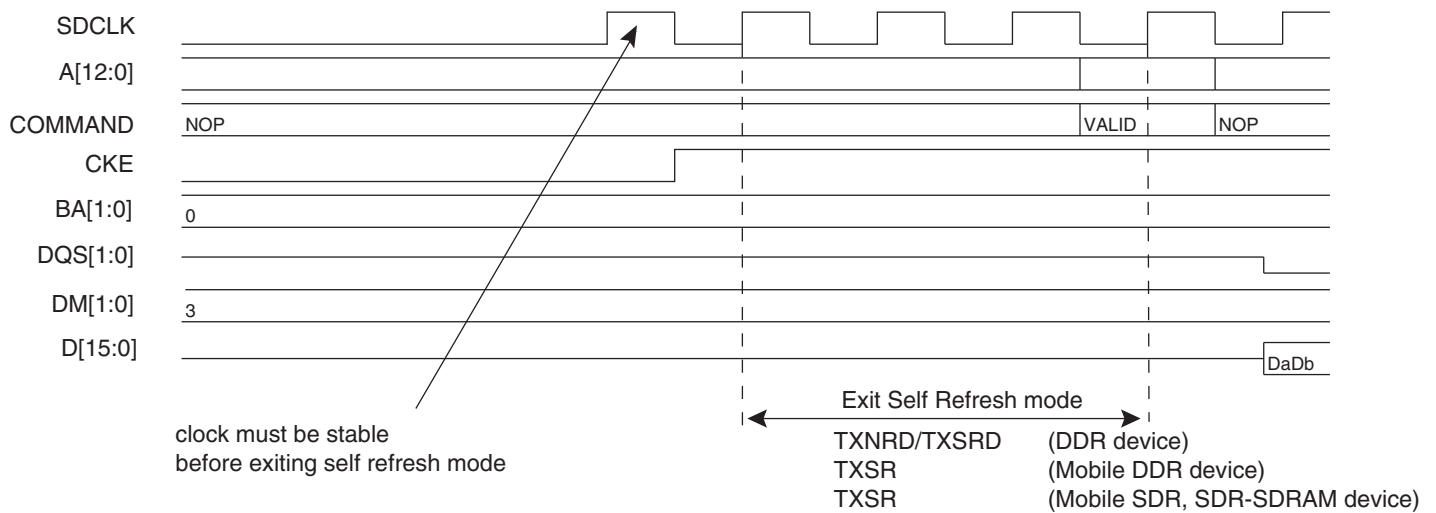 SDCLK
A[12:0]
COMMAND NOP VALID NOP
CKE
BA[1:0] 0
DQS[1:0]
DM[1:0] 3
D[15:0] DaDb
Exit Self Refresh mode
clock must be stable
before exiting self refresh mode
TXNRD/TXSRD (DDR device)
TXSR (Mobile DDR device)
TXSR (Mobile SDR, SDR-SDRAM device)